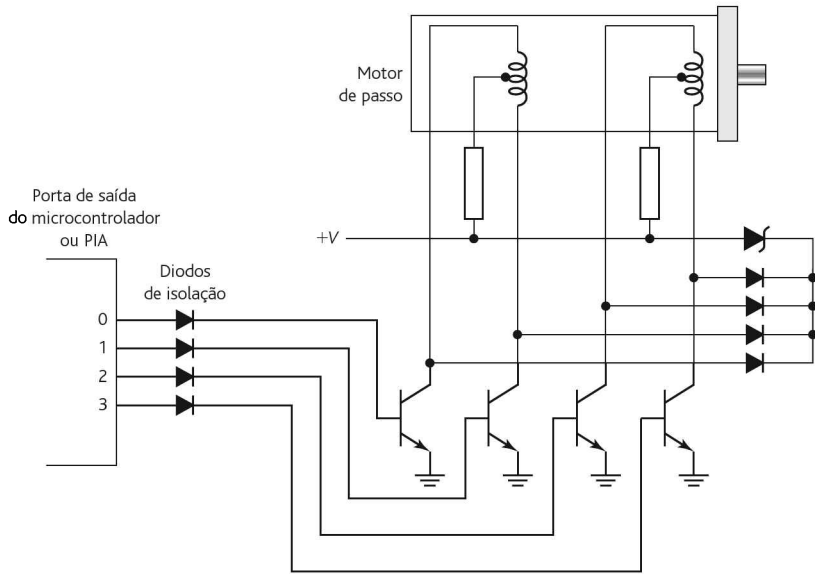 Motor
de passo
Porta de saída
do microcontrolador
ou PIA
+V
Diodos
de isolação
0
1
2
3